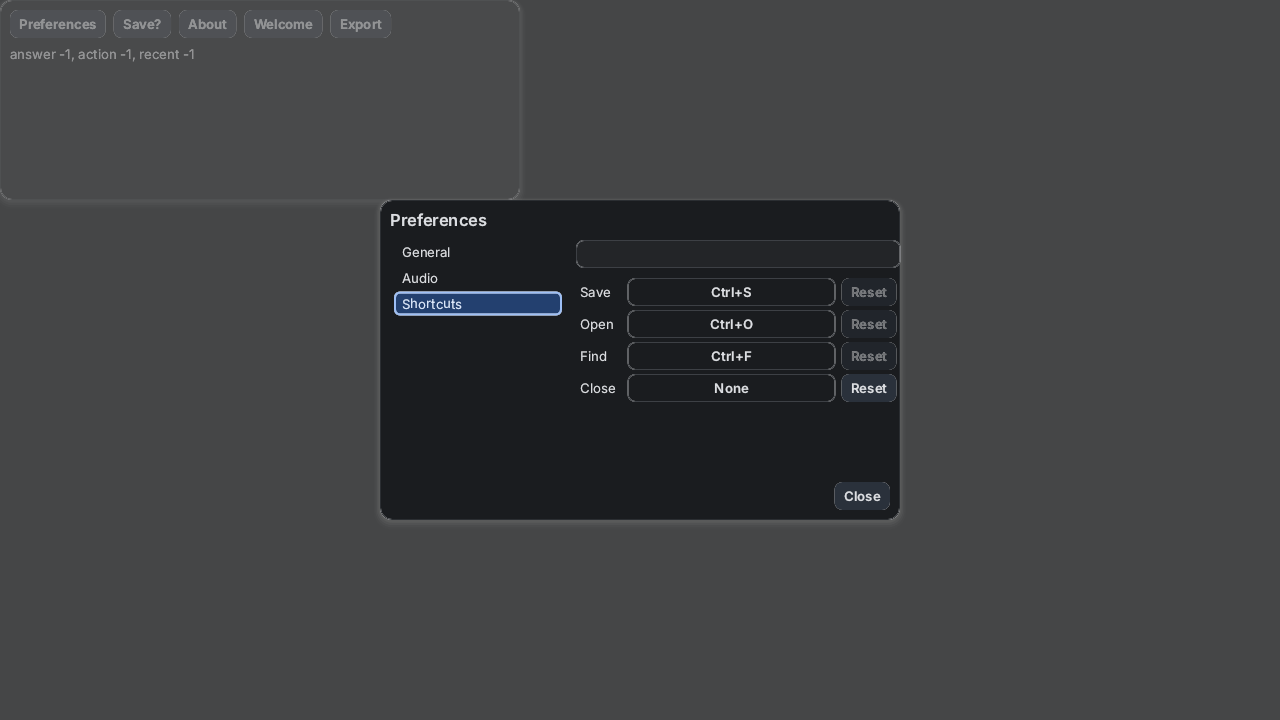 Preferences Save? About Welcome Export
answer -1, action -1, recent -1
Preferences
General
Audio
Shortcuts
Save Ctrl+S Reset
Open Ctrl+O Reset
Find Ctrl+F Reset
Close None Reset
Close